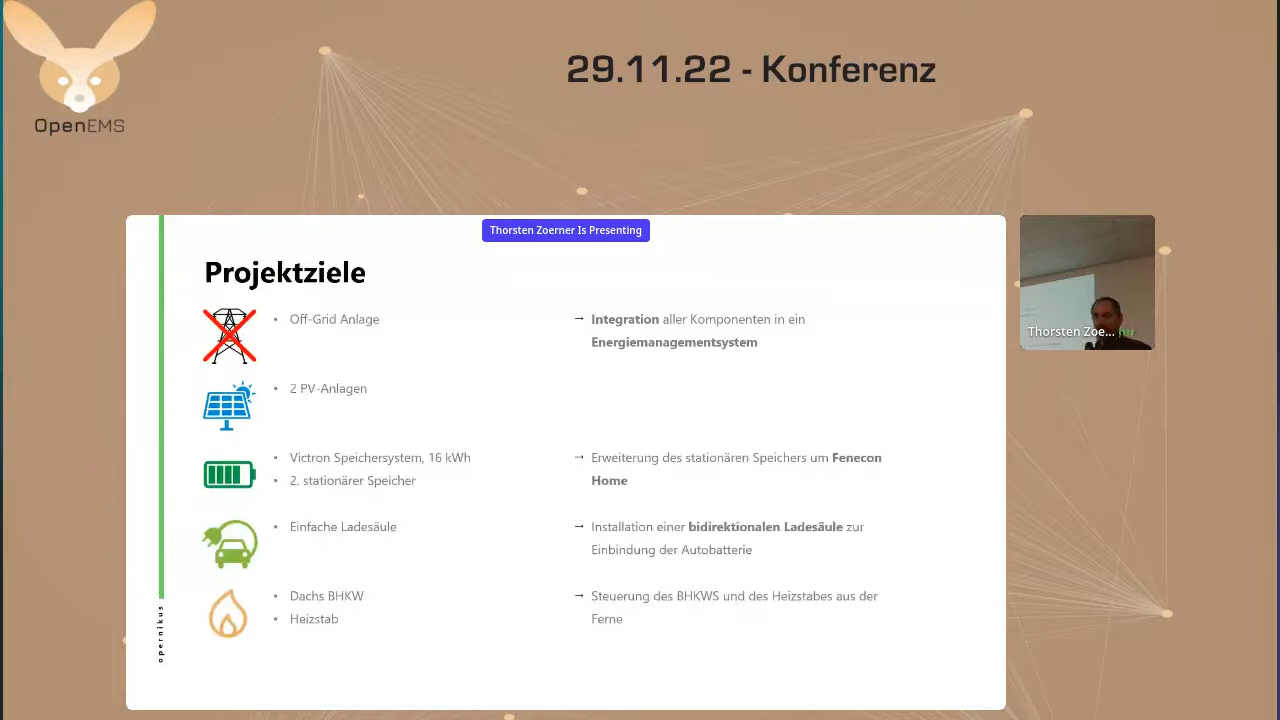 29.11.22 - Konferenz
OpenEMS
Thorsten Zoerner Is Presenting
Projektziele
• Off-Grid Anlage
→ Integration aller Komponenten in ein
Energiemanagementsystem
• 2 PV-Anlagen
• Victron Speichersystem, 16 kWh
• 2. stationärer Speicher
→ Erweiterung des stationären Speichers um Fenecon
Home
• Einfache Ladesäule
→ Installation einer bidirektionalen Ladesäule zur
Einbindung der Autobatterie
• Dachs BHKW
• Heizstab
→ Steuerung des BHKWS und des Heizstabes aus der
Ferne
opernikus
Thorsten Zoe...